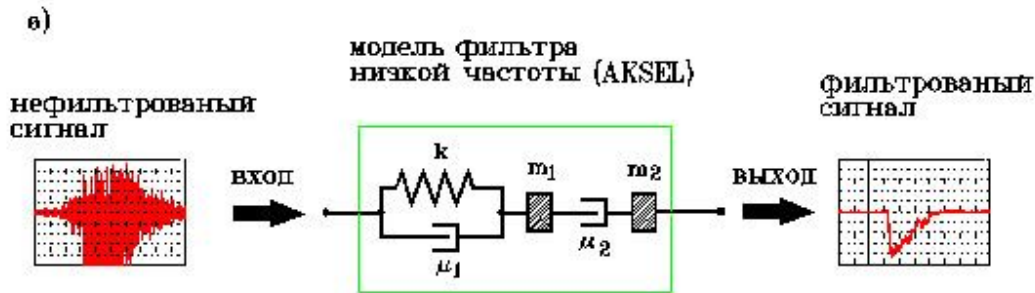 в)
модель фильтра
низкой частоты (AKSEL)
нефильтрованый
сигнал
фильтрованый
сигнал
k
m₁
m₂
вход
выход
μ₁
μ₂